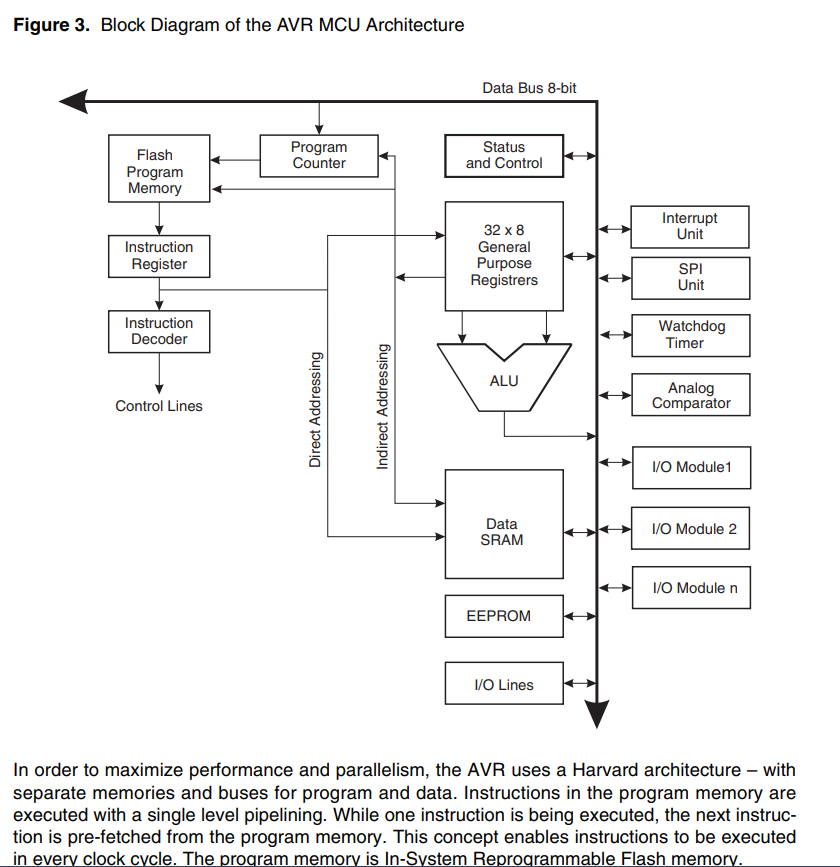 Figure 3. Block Diagram of the AVR MCU Architecture
Data Bus 8-bit
Flash
Program
Memory
Program
Counter
Status
and Control
32 x 8
General
Purpose
Registrers
Interrupt
Unit
Instruction
Register
SPI
Unit
Instruction
Decoder
Watchdog
Timer
Control Lines
Direct Addressing
Indirect Addressing
ALU
Analog
Comparator
I/O Module1
Data
SRAM
I/O Module 2
I/O Module n
EEPROM
I/O Lines
In order to maximize performance and parallelism, the AVR uses a Harvard architecture – with
separate memories and buses for program and data. Instructions in the program memory are
executed with a single level pipelining. While one instruction is being executed, the next instruc-
tion is pre-fetched from the program memory. This concept enables instructions to be executed
in every clock cycle. The program memory is In-System Reprogrammable Flash memory.